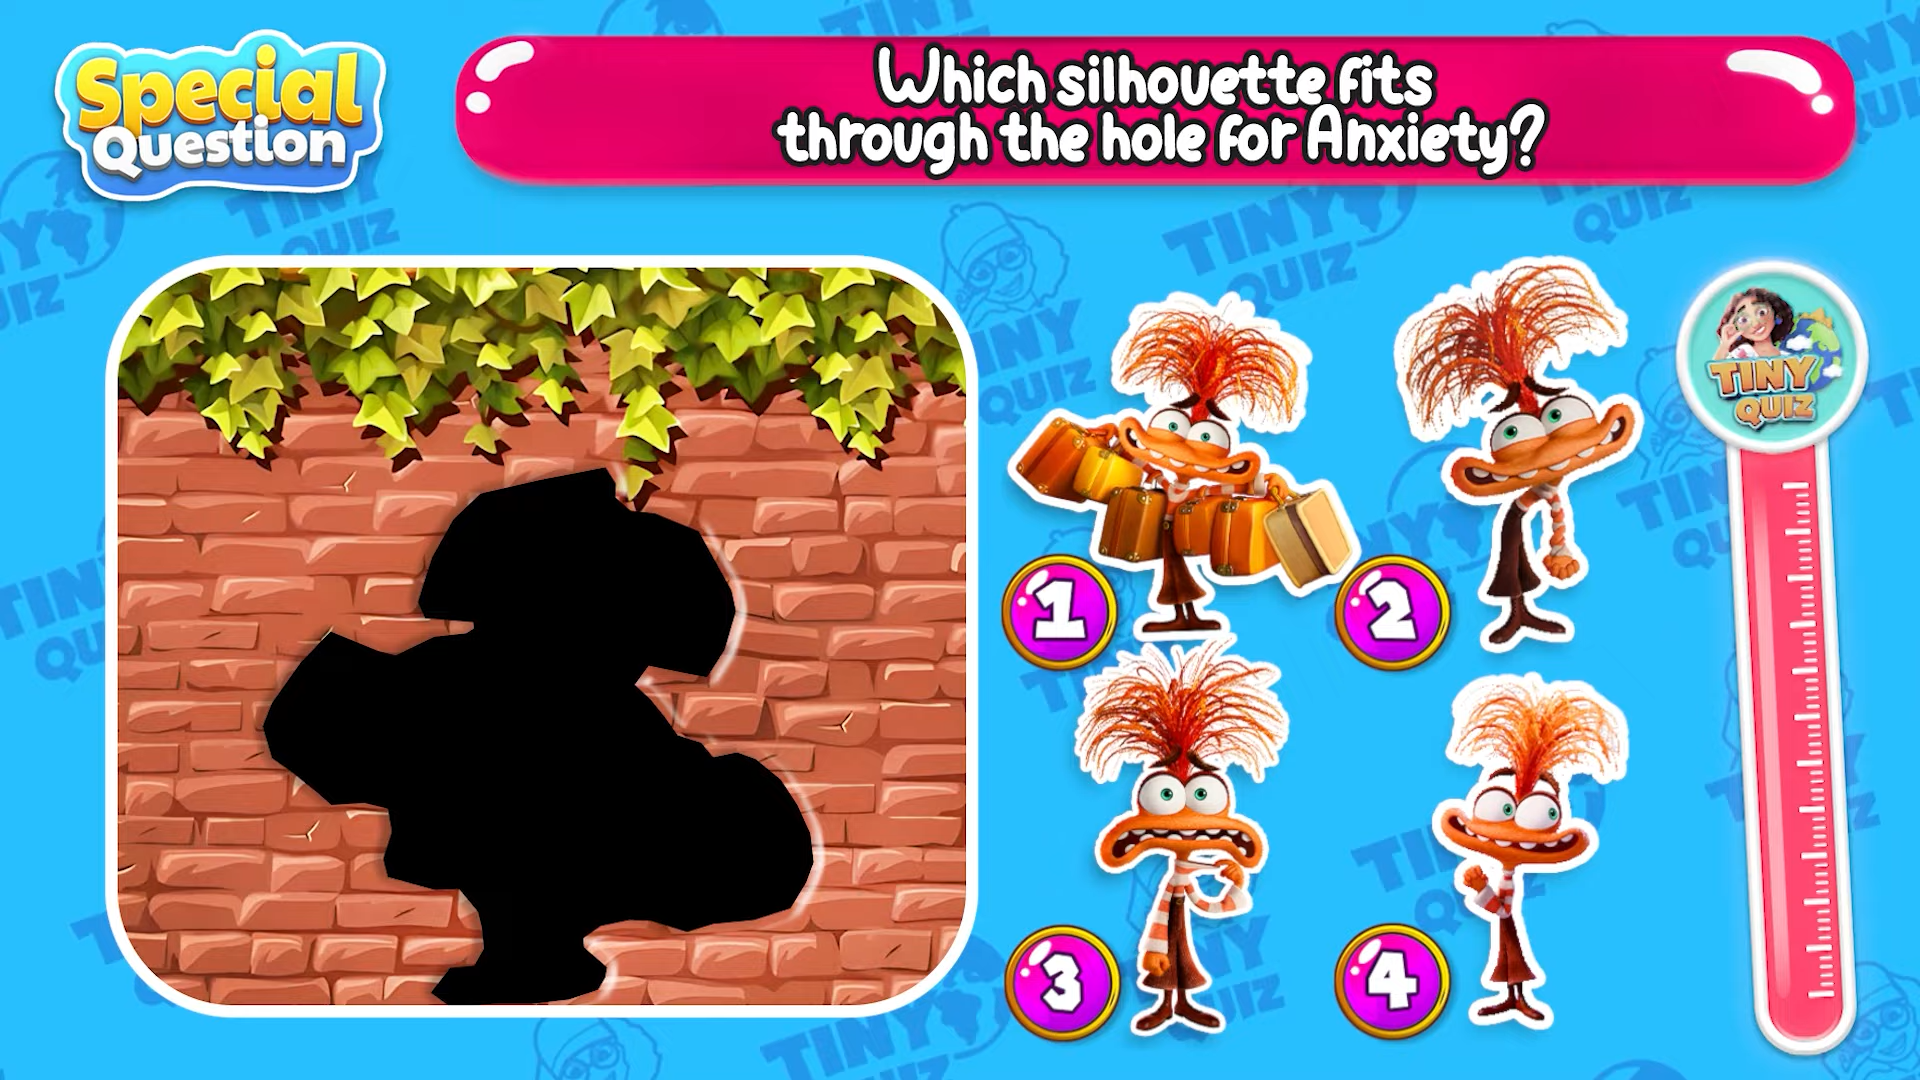 Special
Question
Which silhouette fits
through the hole for Anxiety?
TINY
QUIZ
1
2
3
4